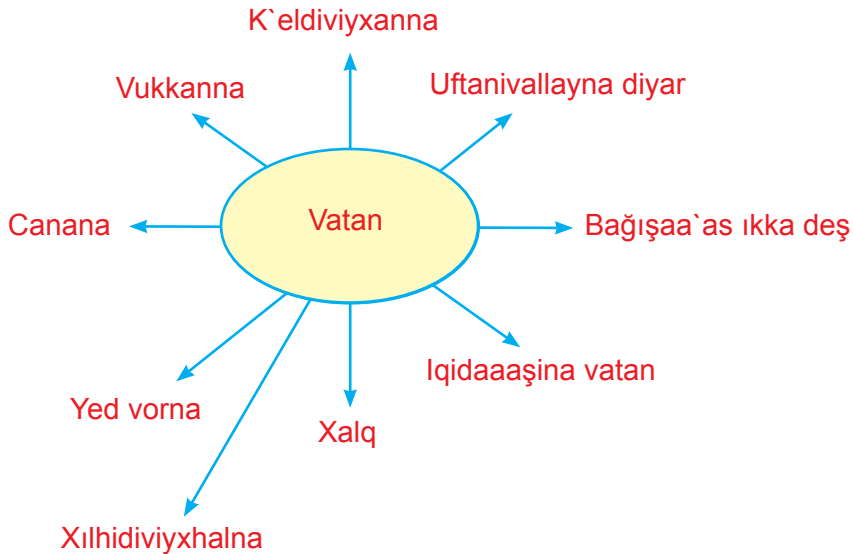 K`eldiviyxanna
Vukkanna
Uftanivallayna diyar
Canana
Vatan
Bağışaa`as ıkka deş
Iqidaaaşina vatan
Yed vorna
Xalq
Xılhidiviyxhalna